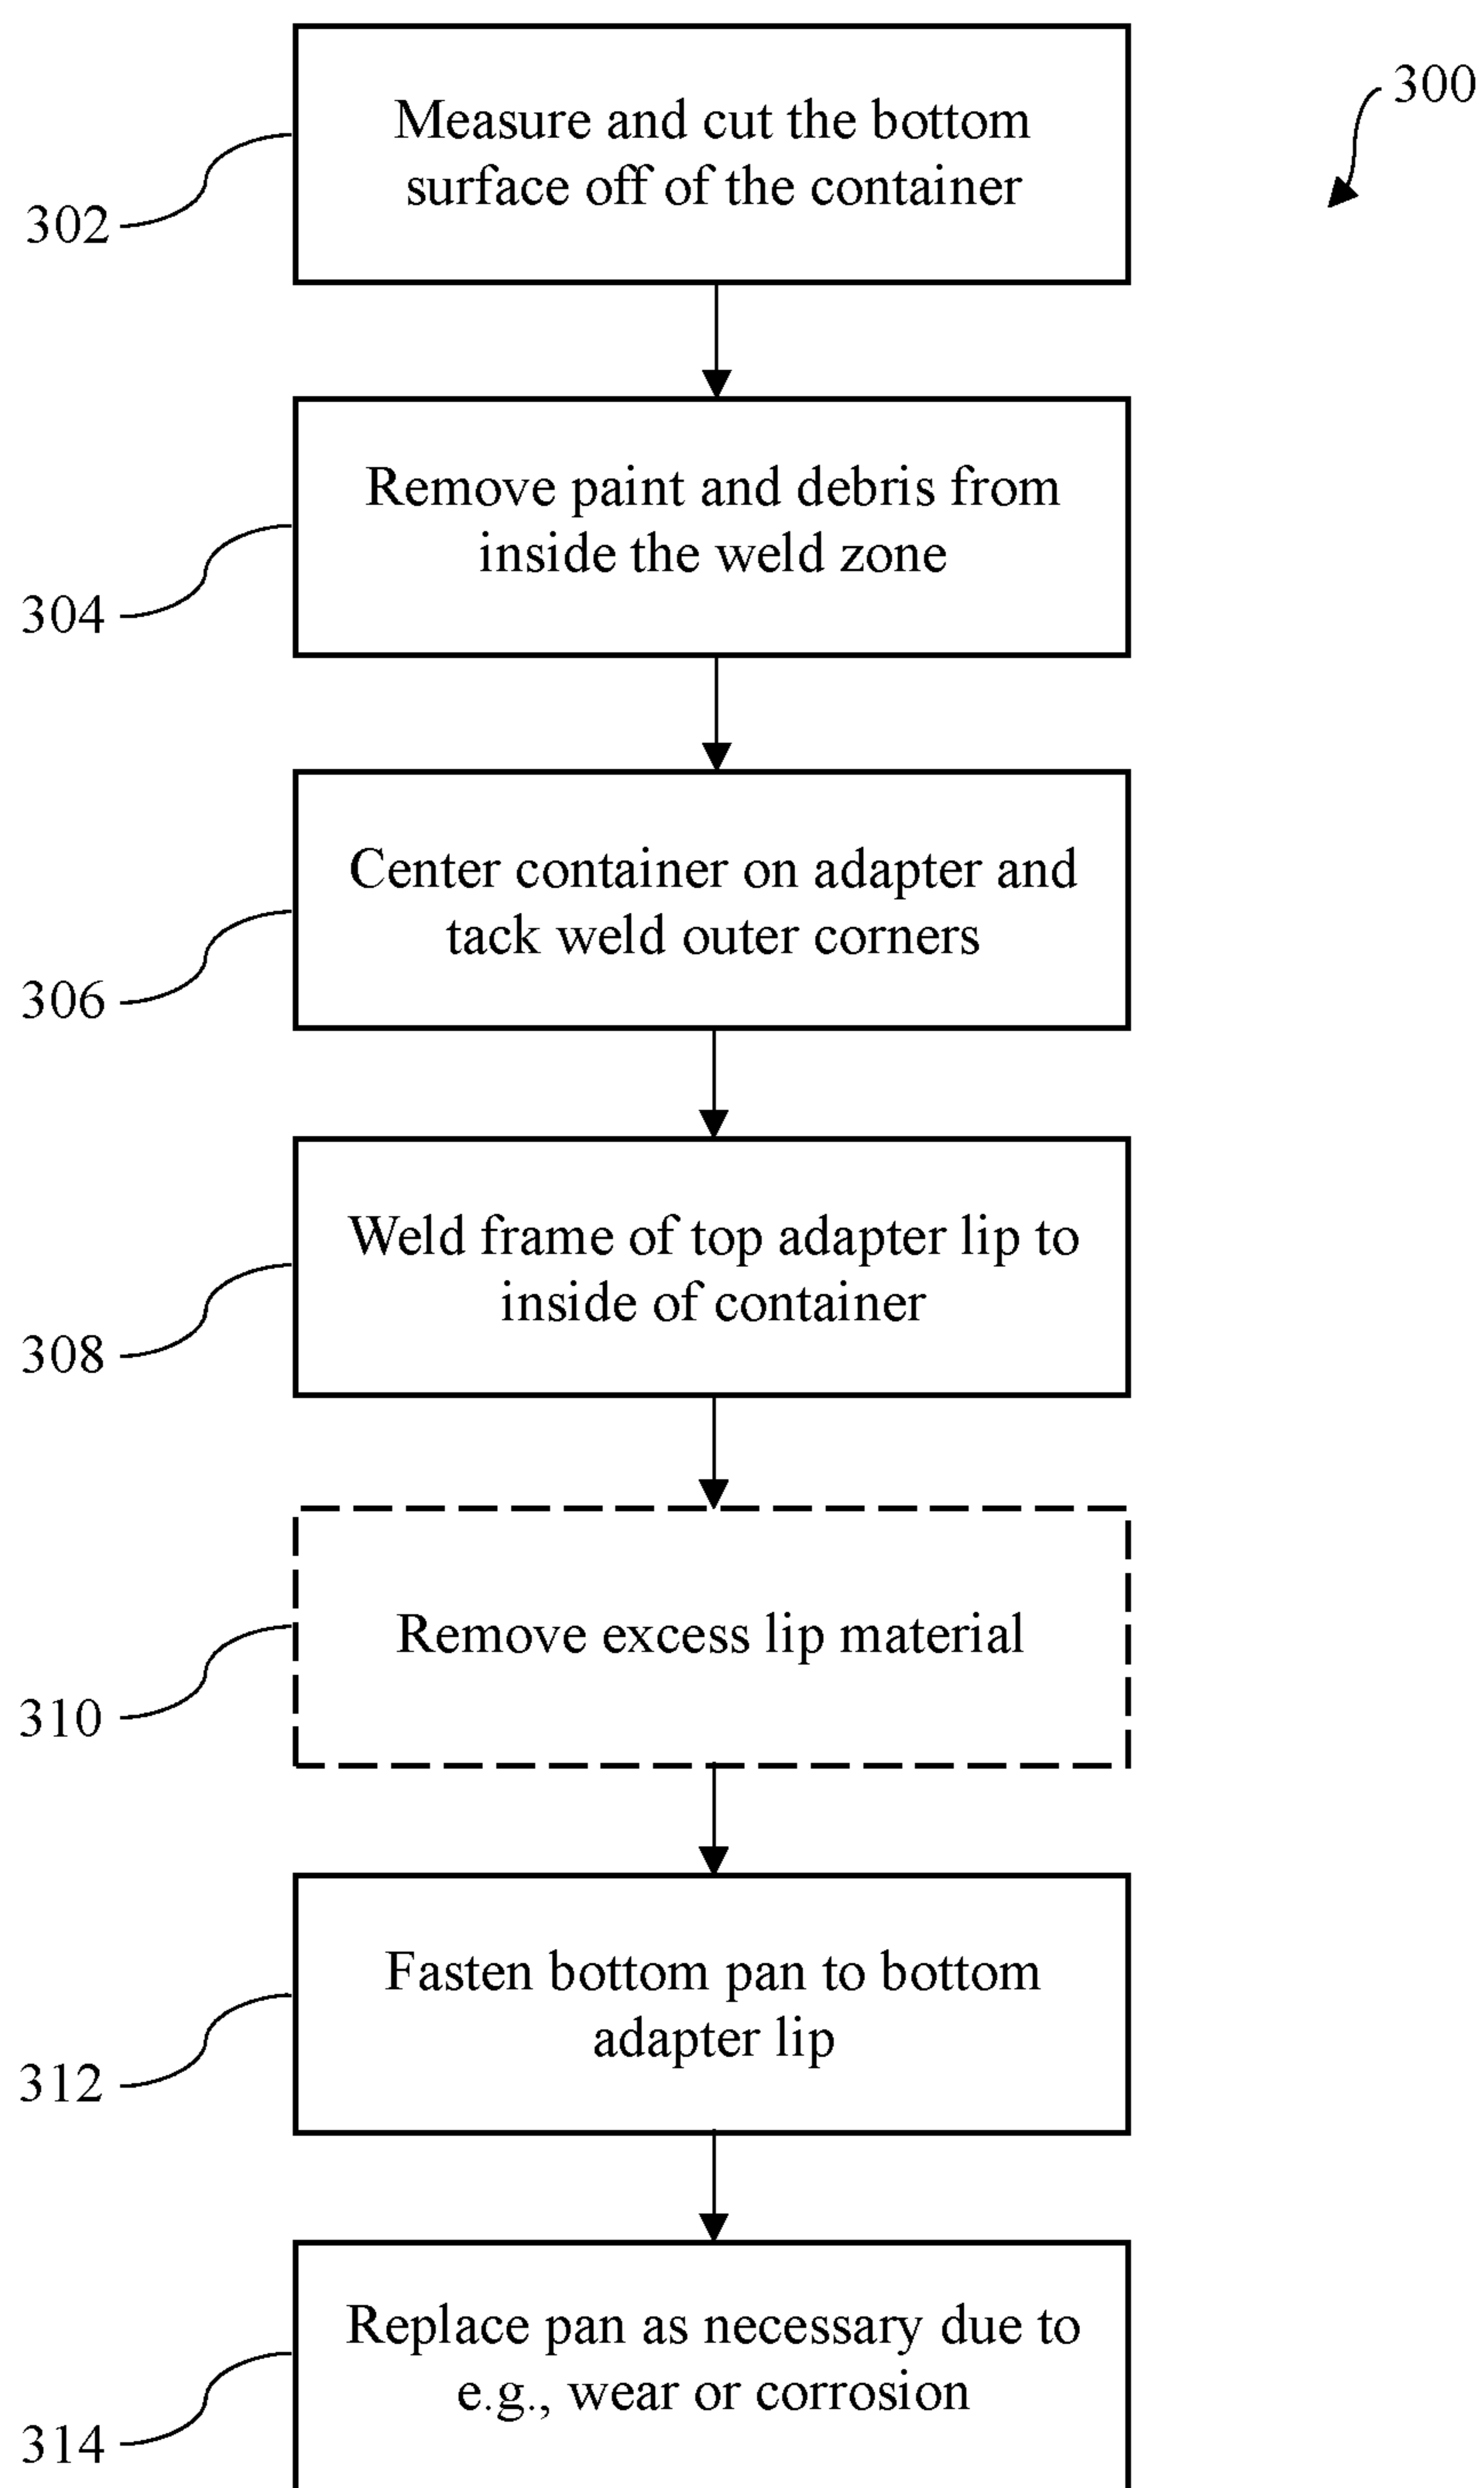 300
Measure and cut the bottom
surface off of the container
302
Remove paint and debris from
inside the weld zone
304
Center container on adapter and
tack weld outer corners
306
Weld frame of top adapter lip to
inside of container
308
Remove excess lip material
310
Fasten bottom pan to bottom
adapter lip
312
Replace pan as necessary due to
e.g., wear or corrosion
314